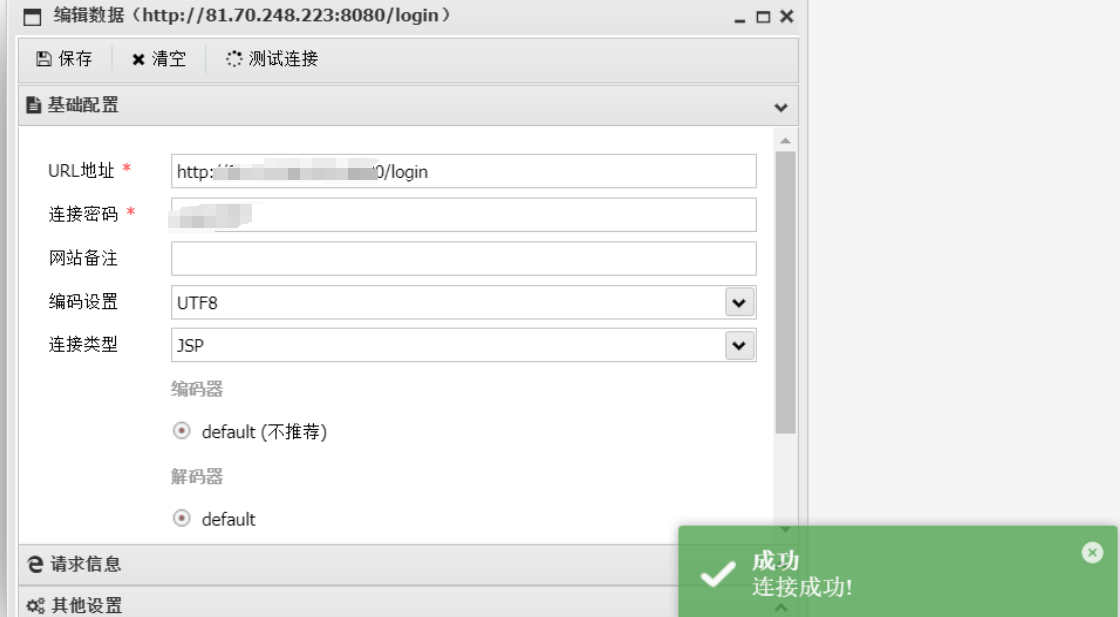 编辑数据（http://81.70.248.223:8080/login）
保存 清空 测试连接
基础配置
URL地址 * http: 0/login
连接密码 *
网站备注
编码设置 UTF8
连接类型 JSP
编码器
default (不推荐)
解码器
default
请求信息
成功
连接成功!
其他设置